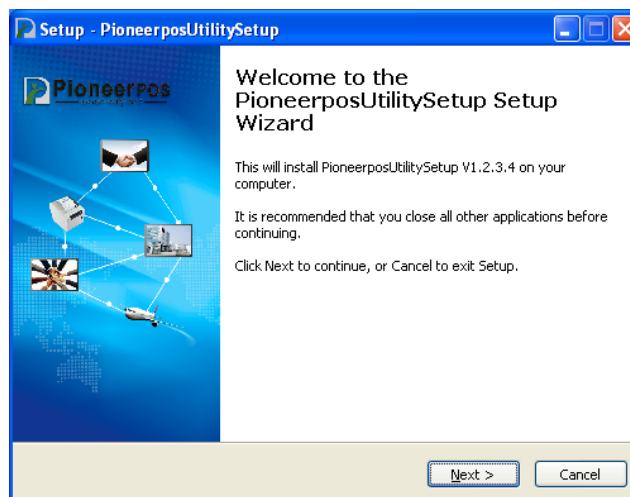 Setup - PioneerposUtilitySetup
Pioneerpos
Welcome to the
PioneerposUtilitySetup Setup
Wizard
This will install PioneerposUtilitySetup V1.2.3.4 on your
computer.
It is recommended that you close all other applications before
continuing.
Click Next to continue, or Cancel to exit Setup.
Next >
Cancel